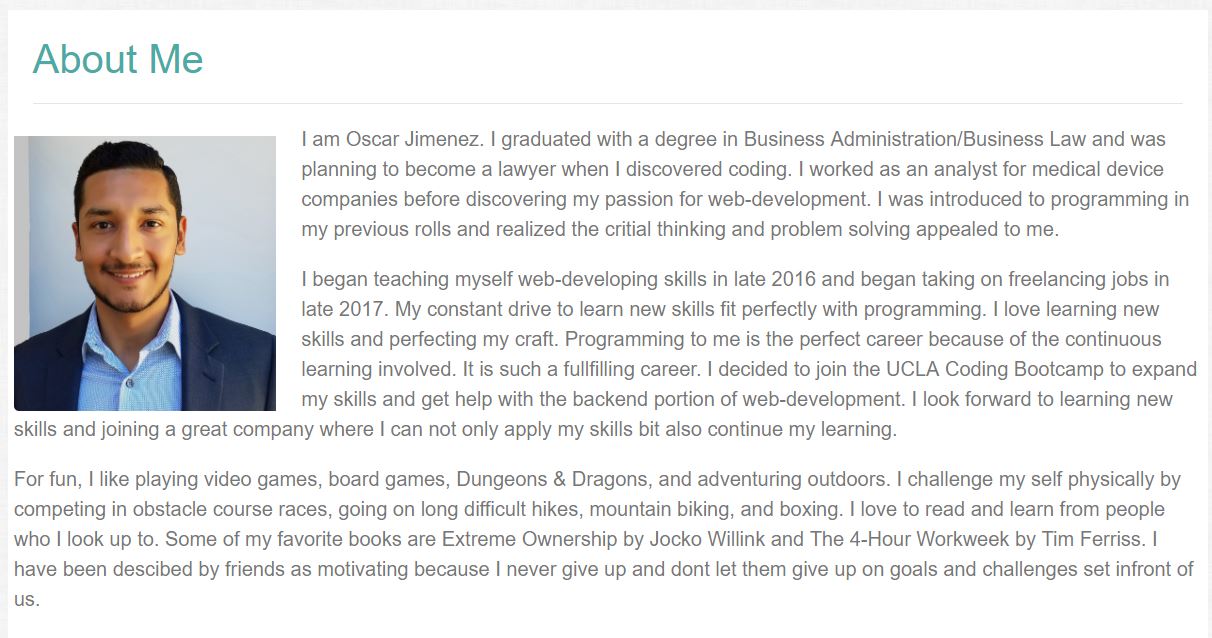 About Me
I am Oscar Jimenez. I graduated with a degree in Business Administration/Business Law and was
planning to become a lawyer when I discovered coding. I worked as an analyst for medical device
companies before discovering my passion for web-development. I was introduced to programming in
my previous rolls and realized the critial thinking and problem solving appealed to me.
I began teaching myself web-developing skills in late 2016 and began taking on freelancing jobs in
late 2017. My constant drive to learn new skills fit perfectly with programming. I love learning new
skills and perfecting my craft. Programming to me is the perfect career because of the continuous
learning involved. It is such a fullfilling career. I decided to join the UCLA Coding Bootcamp to expand
my skills and get help with the backend portion of web-development. I look forward to learning new
skills and joining a great company where I can not only apply my skills bit also continue my learning.
For fun, I like playing video games, board games, Dungeons & Dragons, and adventuring outdoors. I challenge my self physically by
competing in obstacle course races, going on long difficult hikes, mountain biking, and boxing. I love to read and learn from people
who I look up to. Some of my favorite books are Extreme Ownership by Jocko Willink and The 4-Hour Workweek by Tim Ferriss. I
have been descibed by friends as motivating because I never give up and dont let them give up on goals and challenges set infront of
us.